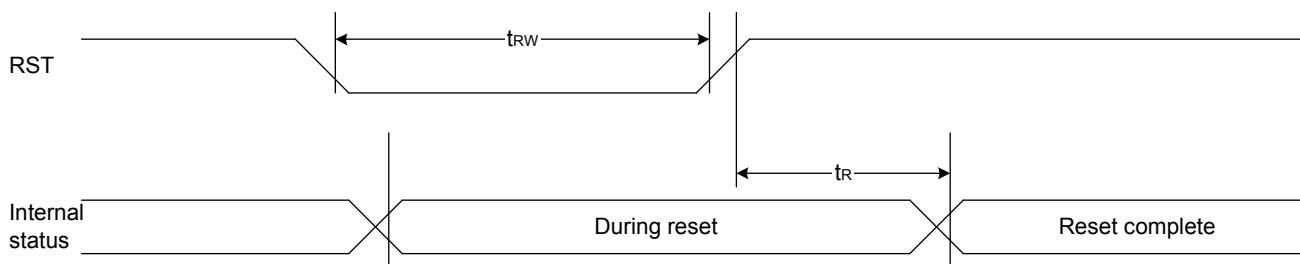 tRW
RST
tR
Internal
status
During reset
Reset complete